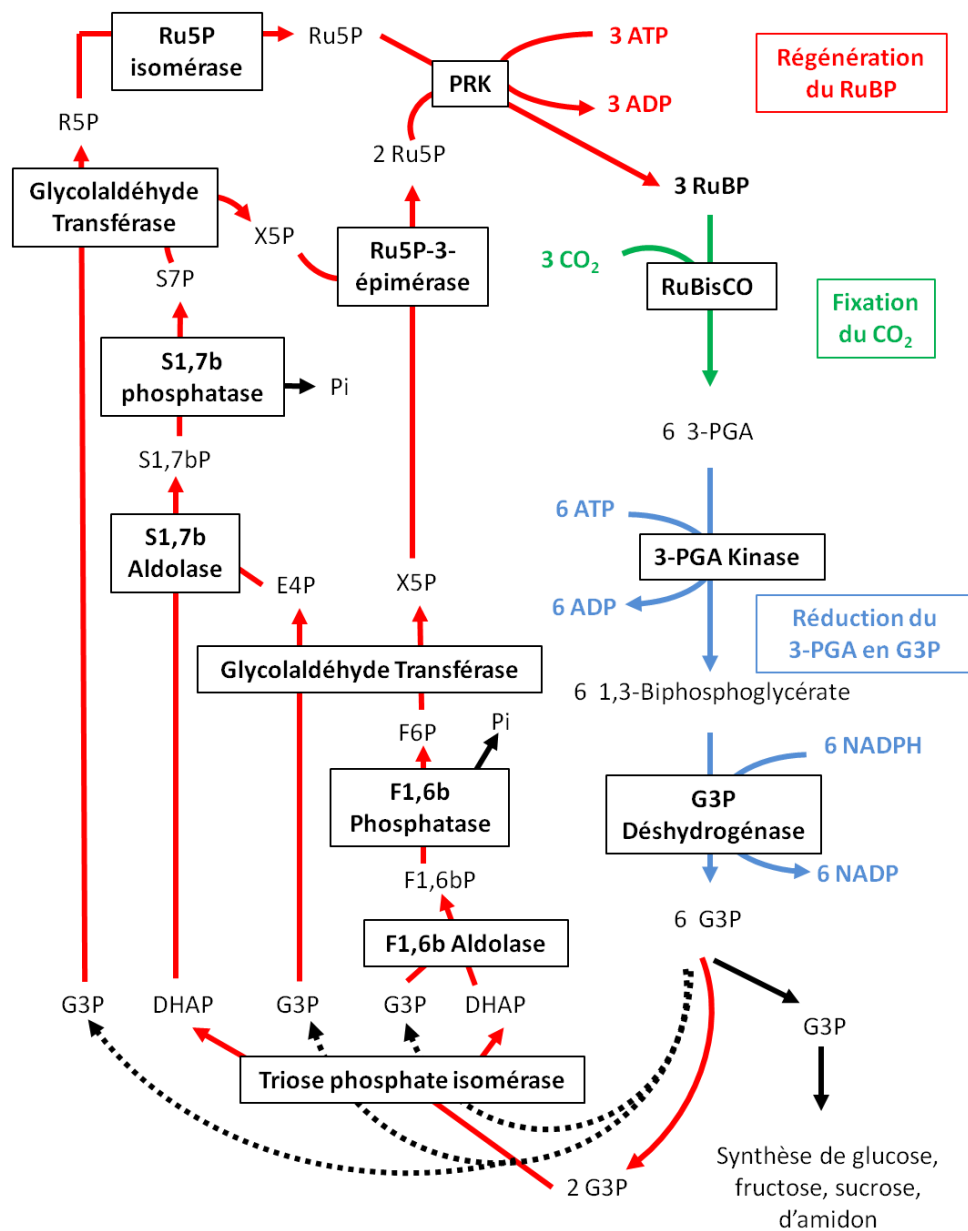 Ru5P
isomérase
Ru5P
3 ATP
3 ADP
Régénération
du RuBP
PRK
R5P
2 Ru5P
Glycolaldéhyde
Transférase
X5P
3 RuBP
Ru5P-3-
épimérase
3 CO₂
RuBisCO
S7P
Fixation
du CO₂
S1,7b
phosphatase
Pi
6 3-PGA
S1,7bP
6 ATP
S1,7b
Aldolase
3-PGA Kinase
E4P
X5P
6 ADP
Réduction du
3-PGA en G3P
Glycolaldéhyde Transférase
6 1,3-Biphosphoglycérate
F6P
Pi
6 NADPH
F1,6b
Phosphatase
G3P
Déshydrogénase
F1,6bP
6 NADP
6 G3P
F1,6b Aldolase
G3P
DHAP
G3P
G3P
DHAP
G3P
Triose phosphate isomérase
2 G3P
Synthèse de glucose,
fructose, sucrose,
d’amidon